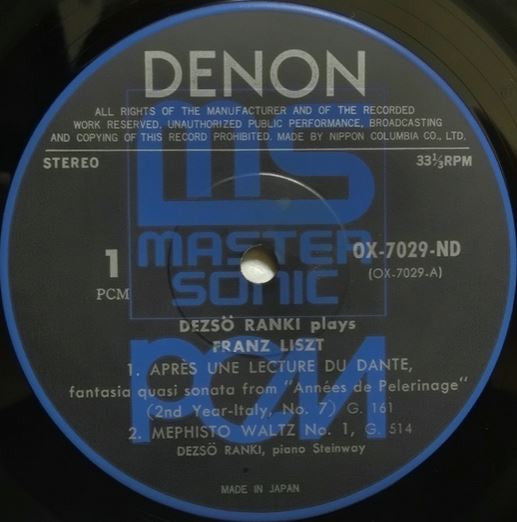 DENON
ALL RIGHTS OF THE MANUFACTURER AND OF THE RECORDED
WORK RESERVED. UNAUTHORIZED PUBLIC PERFORMANCE, BROADCASTING
AND COPYING OF THIS RECORD PROHIBITED. MADE BY NIPPON COLUMBIA CO., LTD.
STEREO 33⅓RPM
MS
MASTER
SONIC
1 OX-7029-ND
PCM (OX-7029-A)
DEZSÖ RANKI plays
FRANZ LISZT
1. APRÈS UNE LECTURE DU DANTE,
fantasia quasi sonata from "Années de Pelerinage"
(2nd Year-Italy, No. 7) G. 161
2. MEPHISTO WALTZ No. 1, G. 514
DEZSÖ RANKI, piano Steinway
PCM
MADE IN JAPAN